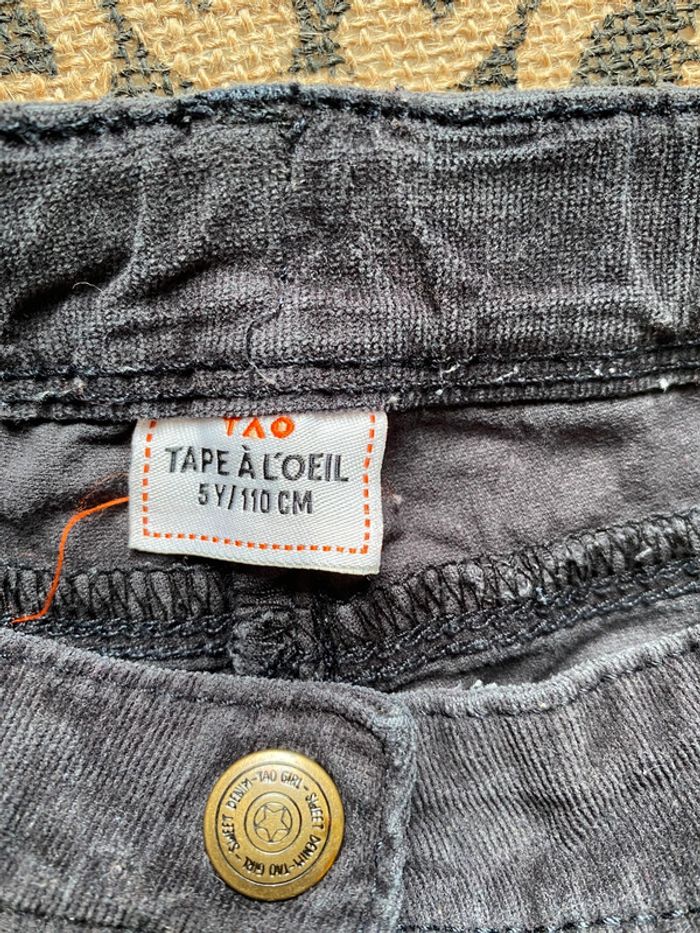 TAO
TAPE À L'OEIL
5 Y/110 CM
SWEET DENIM-TAO GIRL-SWEET DENIM-TAO GIRL-